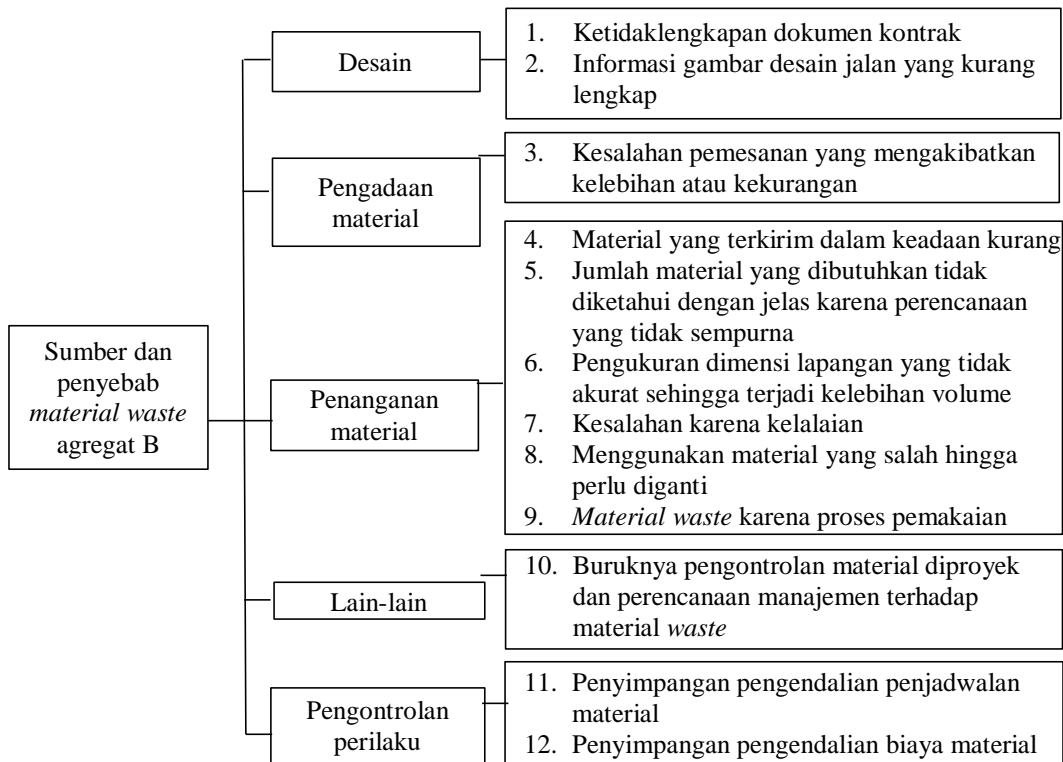 Sumber dan
penyebab
material waste
agregat B
Desain
1. Ketidaklengkapan dokumen kontrak
2. Informasi gambar desain jalan yang kurang
lengkap
Pengadaan
material
3. Kesalahan pemesanan yang mengakibatkan
kelebihan atau kekurangan
Penanganan
material
4. Material yang terkirim dalam keadaan kurang
5. Jumlah material yang dibutuhkan tidak
diketahui dengan jelas karena perencanaan
yang tidak sempurna
6. Pengukuran dimensi lapangan yang tidak
akurat sehingga terjadi kelebihan volume
7. Kesalahan karena kelalaian
8. Menggunakan material yang salah hingga
perlu diganti
9. Material waste karena proses pemakaian
Lain-lain
10. Buruknya pengontrolan material diproyek
dan perencanaan manajemen terhadap
material waste
Pengontrolan
perilaku
11. Penyimpangan pengendalian penjadwalan
material
12. Penyimpangan pengendalian biaya material